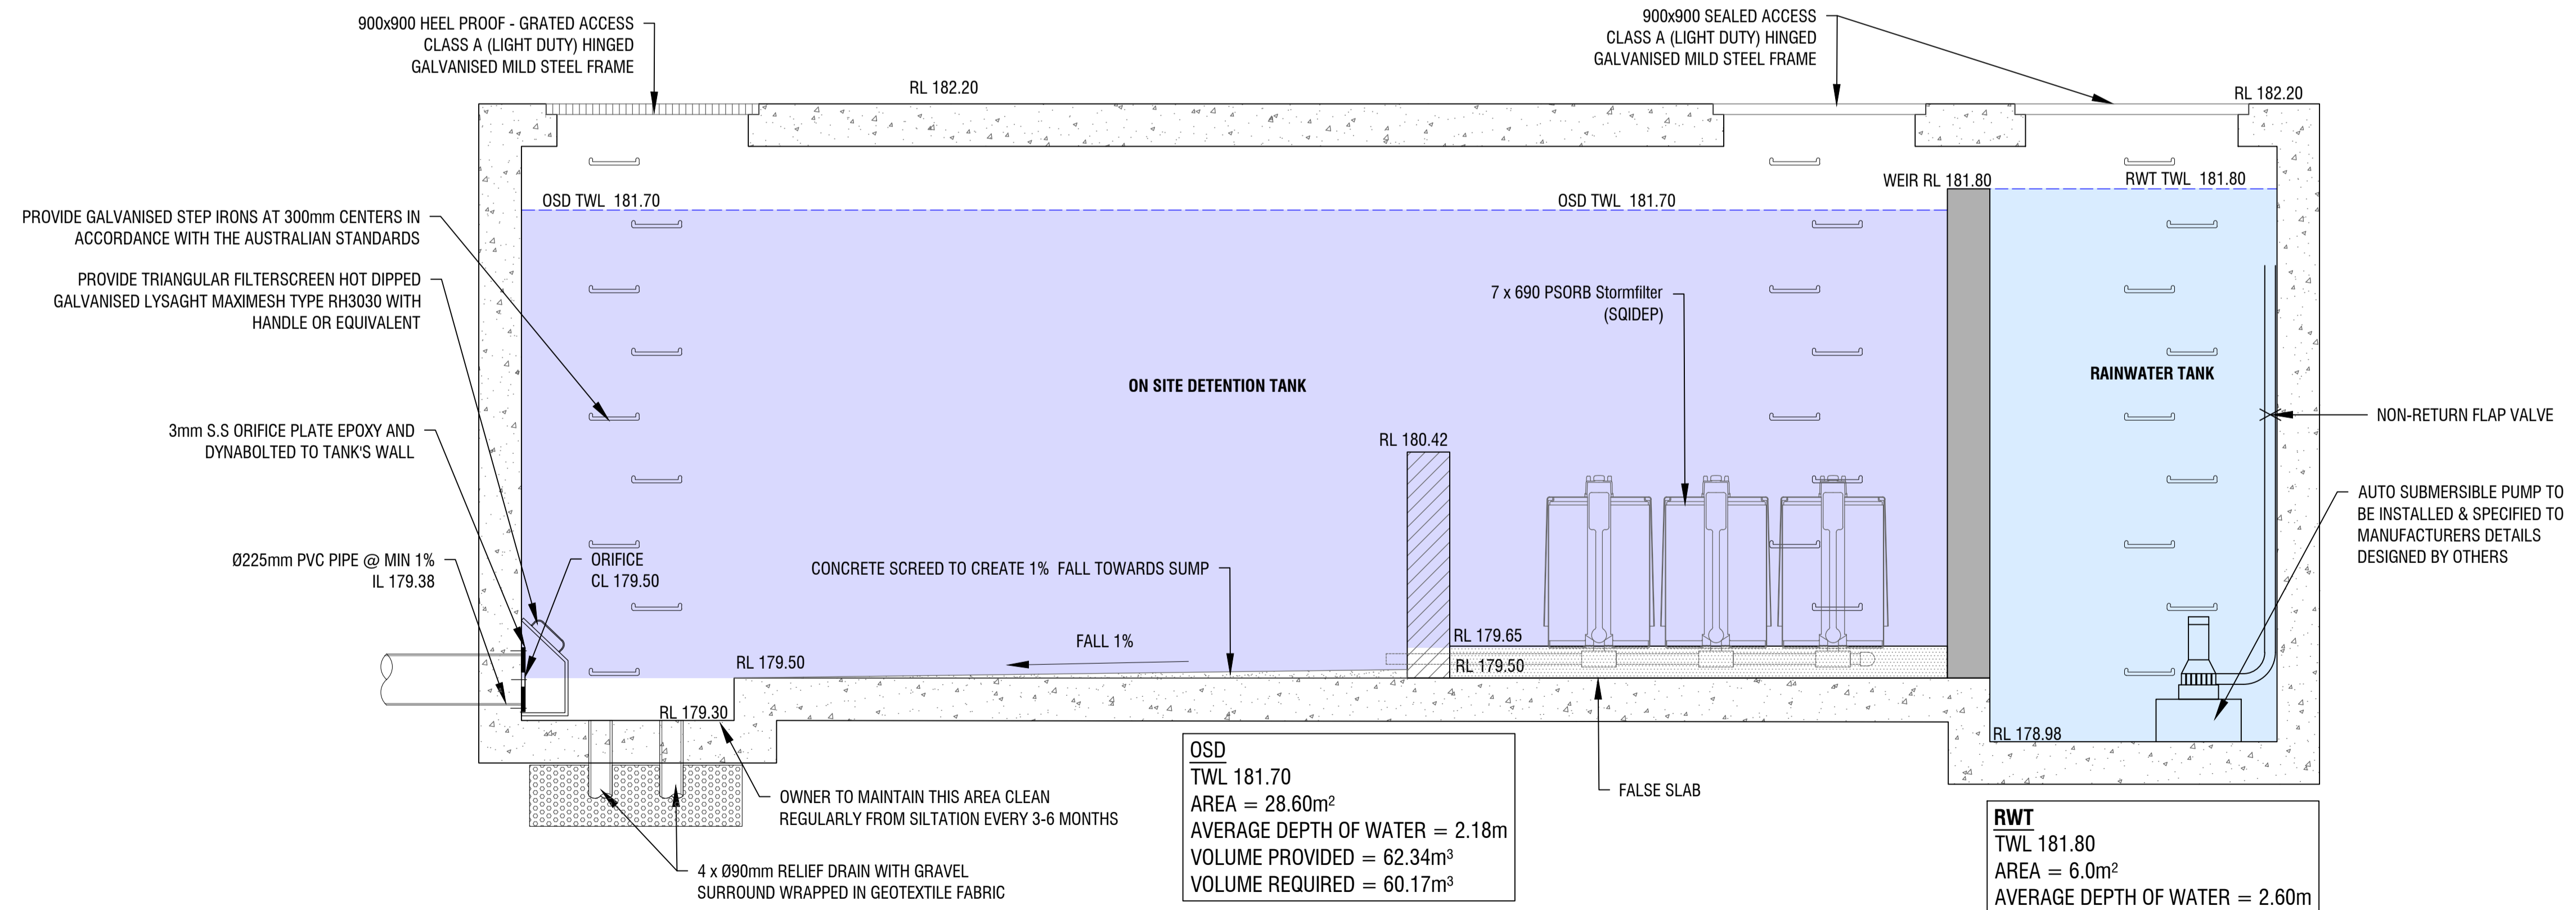 900x900 HEEL PROOF - GRATED ACCESS
CLASS A (LIGHT DUTY) HINGED
GALVANISED MILD STEEL FRAME
900x900 SEALED ACCESS
CLASS A (LIGHT DUTY) HINGED
GALVANISED MILD STEEL FRAME
RL 182.20
RL 182.20
WEIR RL 181.80
RWT TWL 181.80
OSD TWL 181.70
OSD TWL 181.70
PROVIDE GALVANISED STEP IRONS AT 300mm CENTERS IN
ACCORDANCE WITH THE AUSTRALIAN STANDARDS
PROVIDE TRIANGULAR FILTERSCREEN HOT DIPPED
GALVANISED LYSAGHT MAXIMESH TYPE RH3030 WITH
HANDLE OR EQUIVALENT
7 x 690 PSORB Stormfilter
(SQIDEP)
ON SITE DETENTION TANK
RAINWATER TANK
NON-RETURN FLAP VALVE
3mm S.S ORIFICE PLATE EPOXY AND
DYNABOLTED TO TANK'S WALL
RL 180.42
AUTO SUBMERSIBLE PUMP TO
BE INSTALLED & SPECIFIED TO
MANUFACTURERS DETAILS
DESIGNED BY OTHERS
Ø225mm PVC PIPE @ MIN 1%
IL 179.38
ORIFICE
CL 179.50
CONCRETE SCREED TO CREATE 1% FALL TOWARDS SUMP
FALL 1%
RL 179.65
RL 179.50
RL 179.50
RL 179.30
RL 178.98
OWNER TO MAINTAIN THIS AREA CLEAN
REGULARLY FROM SILTATION EVERY 3-6 MONTHS
FALSE SLAB
4 x Ø90mm RELIEF DRAIN WITH GRAVEL
SURROUND WRAPPED IN GEOTEXTILE FABRIC
OSD
TWL 181.70
AREA = 28.60m²
AVERAGE DEPTH OF WATER = 2.18m
VOLUME PROVIDED = 62.34m³
VOLUME REQUIRED = 60.17m³
RWT
TWL 181.80
AREA = 6.0m²
AVERAGE DEPTH OF WATER = 2.60m